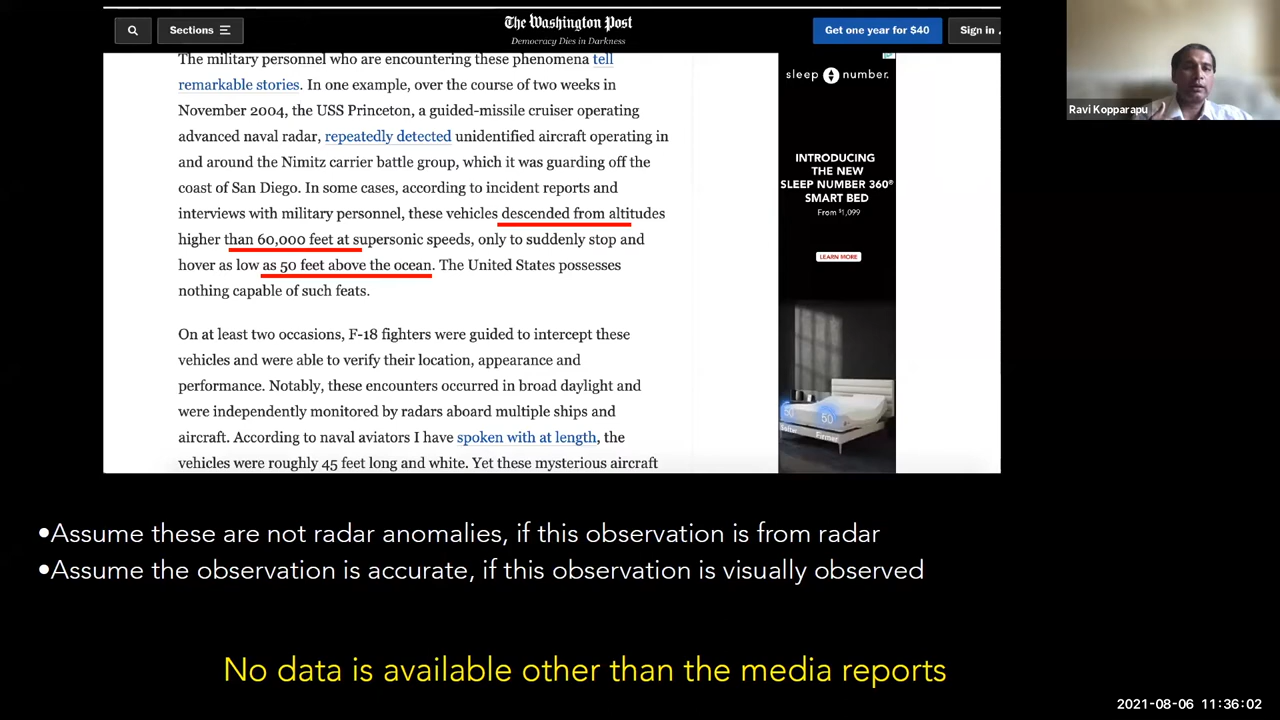 Sections
The Washington Post
Democracy Dies in Darkness
Get one year for $40
Sign in
The military personnel who are encountering these phenomena tell
remarkable stories. In one example, over the course of two weeks in
November 2004, the USS Princeton, a guided-missile cruiser operating
advanced naval radar, repeatedly detected unidentified aircraft operating in
and around the Nimitz carrier battle group, which it was guarding off the
coast of San Diego. In some cases, according to incident reports and
interviews with military personnel, these vehicles descended from altitudes
higher than 60,000 feet at supersonic speeds, only to suddenly stop and
hover as low as 50 feet above the ocean. The United States possesses
nothing capable of such feats.
On at least two occasions, F-18 fighters were guided to intercept these
vehicles and were able to verify their location, appearance and
performance. Notably, these encounters occurred in broad daylight and
were independently monitored by radars aboard multiple ships and
aircraft. According to naval aviators I have spoken with at length, the
vehicles were roughly 45 feet long and white. Yet these mysterious aircraft
sleep number.
INTRODUCING
THE NEW
SLEEP NUMBER 360®
SMART BED
From $1,099
LEARN MORE
50
50
Firmer
Ravi Kopparapu
•Assume these are not radar anomalies, if this observation is from radar
•Assume the observation is accurate, if this observation is visually observed
No data is available other than the media reports
2021-08-06 11:36:02